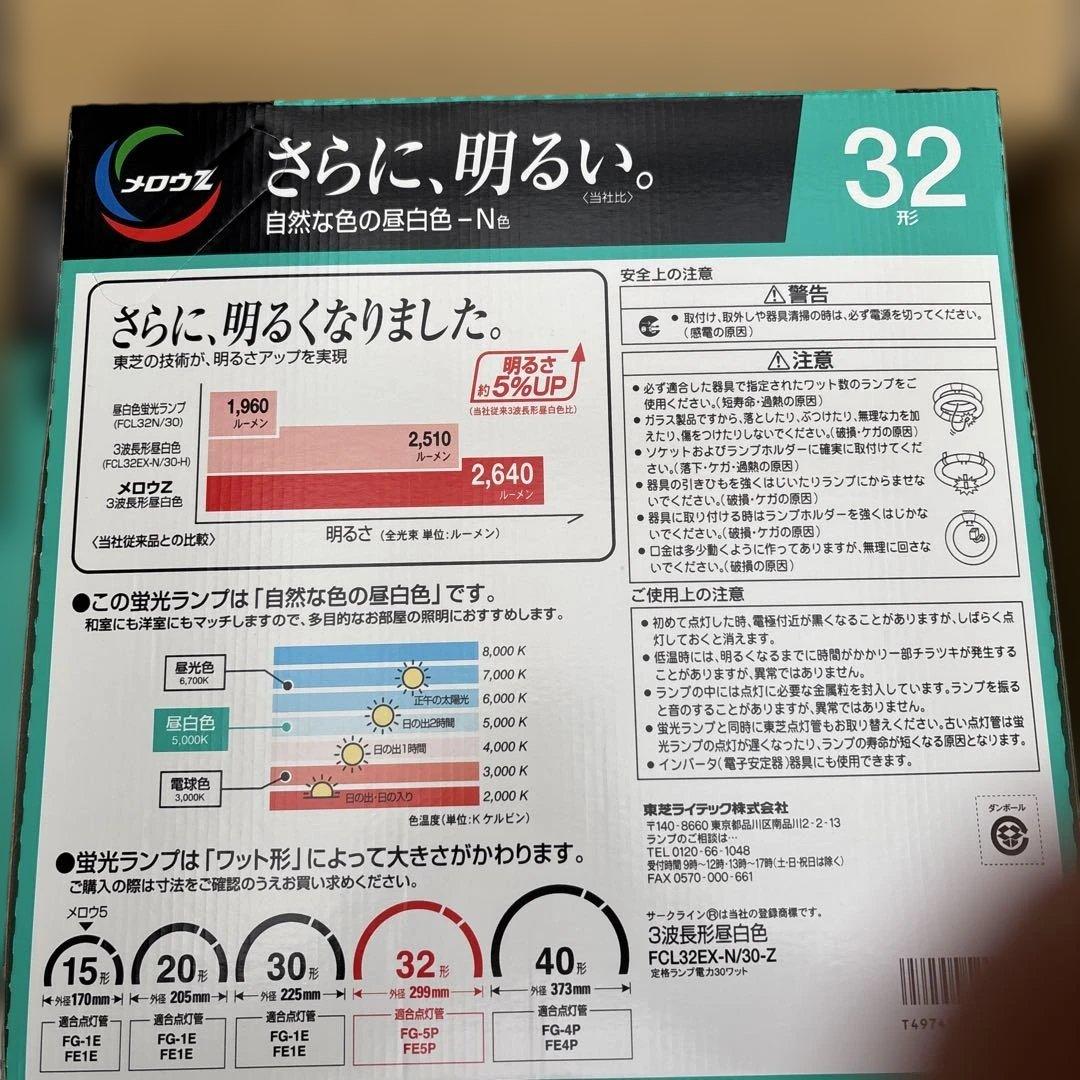 メロウZ
さらに、明るい。
〈当社比〉
自然な色の昼白色-N色
32
形
さらに、明るくなりました。
東芝の技術が、明るさアップを実現
明るさ
約5%UP
(当社従来3波長形昼白色比)
昼白色蛍光ランプ
(FCL32N/30)
1,960
ルーメン
3波長形昼白色
(FCL32EX-N/30-H)
2,510
ルーメン
メロウZ
3波長形昼白色
2,640
ルーメン
〈当社従来品との比較〉
明るさ (全光束 単位:ルーメン)
●この蛍光ランプは「自然な色の昼白色」です。
和室にも洋室にもマッチしますので、多目的なお部屋の照明におすすめします。
昼光色
6,700K
昼白色
5,000K
電球色
3,000K
正午の太陽光
日の出2時間
日の出1時間
日の出・日の入り
8,000 K
7,000 K
6,000 K
5,000 K
4,000 K
3,000 K
2,000 K
色温度(単位:K ケルビン)
●蛍光ランプは「ワット形」によって大きさがかわります。
ご購入の際は寸法をご確認のうえお買い求めください。
メロウ5
15形
外径170mm
適合点灯管
FG-1E
FE1E
20形
外径 205mm
適合点灯管
FG-1E
FE1E
30形
外径 225mm
適合点灯管
FG-1E
FE1E
32形
外径 299mm
適合点灯管
FG-5P
FE5P
40形
外径 373mm
適合点灯管
FG-4P
FE4P
安全上の注意
⚠警告
● 取付け、取外しや器具清掃の時は、必ず電源を切ってください。
(感電の原因)
⚠注意
● 必ず適合した器具で指定されたワット数のランプをご
使用ください。(短寿命・過熱の原因)
● ガラス製品ですから、落としたり、ぶつけたり、無理な力を加
えたり、傷をつけたりしないでください。(破損・ケガの原因)
● ソケットおよびランプホルダーに確実に取付けてくだ
さい。(落下・ケガ・過熱の原因)
● 器具の引きひもを強くはじいたりランプにからませな
いでください。(破損・ケガの原因)
● 器具に取り付ける時はランプホルダーを強くはじかな
いでください。(破損・ケガの原因)
● 口金は多少動くように作ってありますが、無理に回さな
いでください。(破損の原因)
ご使用上の注意
● 初めて点灯した時、電極付近が黒くなることがありますが、しばらく点
灯しておくと消えます。
● 低温時には、明るくなるまでに時間がかかり一部チラツキが発生する
ことがありますが、異常ではありません。
● ランプの中には点灯に必要な金属粒を封入しています。ランプを振る
と音のすることがありますが、異常ではありません。
● 蛍光ランプと同時に東芝点灯管もお取り替えください。古い点灯管は蛍
光ランプの点灯が遅くなったり、ランプの寿命が短くなる原因となります。
● インバータ(電子安定器)器具にも使用できます。
東芝ライテック株式会社
〒140-8660 東京都品川区南品川2-2-13
ランプのご相談は…
TEL 0120-66-1048
受付時間 9時~12時・13時~17時(土・日・祝日は除く)
FAX 0570-000-661
ダンボール
サークラインⓇは当社の登録商標です。
3波長形昼白色
FCL32EX-N/30-Z
定格ランプ電力30ワット
T4974